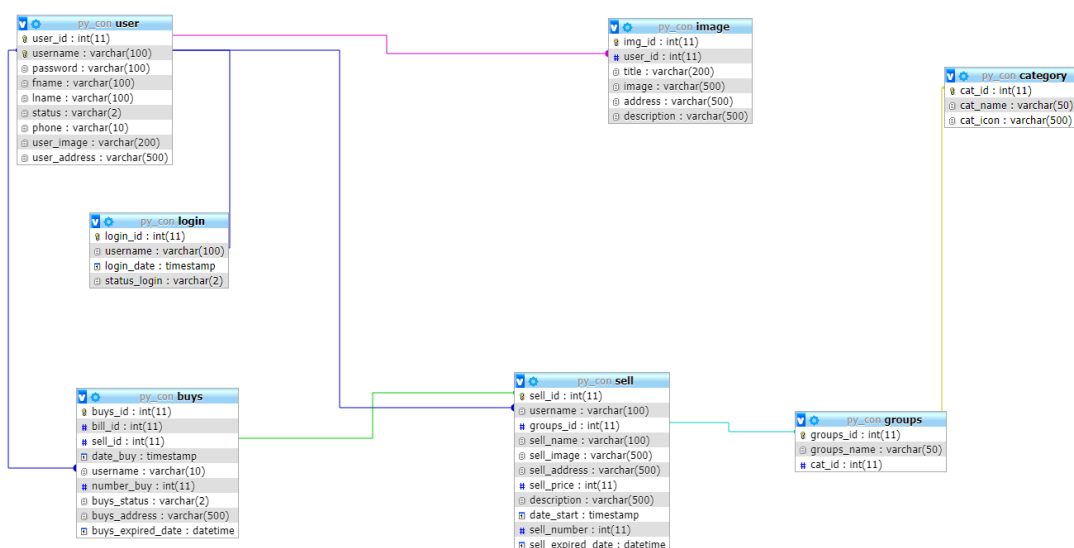 py_con user
user_id : int(11)
username : varchar(100)
password : varchar(100)
fname : varchar(100)
lname : varchar(100)
status : varchar(2)
phone : varchar(10)
user_image : varchar(200)
user_address : varchar(500)
py_con image
img_id : int(11)
user_id : int(11)
title : varchar(200)
image : varchar(500)
address : varchar(500)
description : varchar(500)
py_con category
cat_id : int(11)
cat_name : varchar(50)
cat_icon : varchar(500)
py_con login
login_id : int(11)
username : varchar(100)
login_date : timestamp
status_login : varchar(2)
py_con buys
buys_id : int(11)
bill_id : int(11)
sell_id : int(11)
date_buy : timestamp
username : varchar(10)
number_buy : int(11)
buys_status : varchar(2)
buys_address : varchar(500)
buys_expired_date : datetime
py_con sell
sell_id : int(11)
username : varchar(100)
groups_id : int(11)
sell_name : varchar(100)
sell_image : varchar(500)
sell_address : varchar(500)
sell_price : int(11)
description : varchar(500)
date_start : timestamp
sell_number : int(11)
sell_expired_date : datetime
py_con groups
groups_id : int(11)
groups_name : varchar(50)
cat_id : int(11)